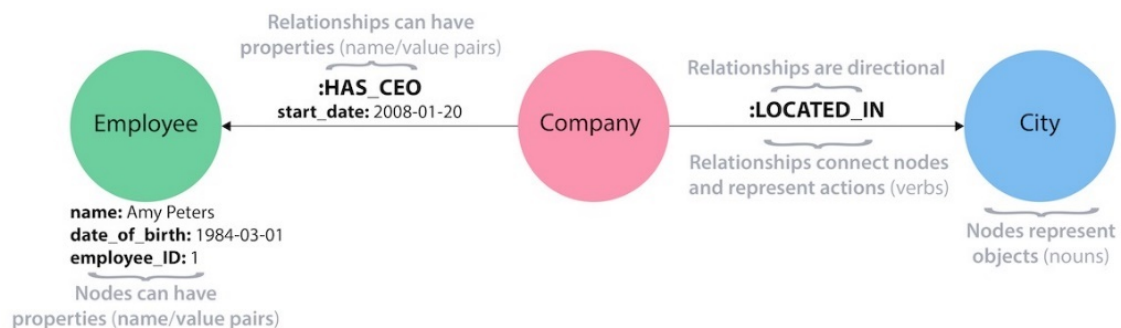 Relationships can have
properties (name/value pairs)
:HAS_CEO
start_date: 2008-01-20
Employee
name: Amy Peters
date_of_birth: 1984-03-01
employee_ID: 1
Nodes can have
properties (name/value pairs)
Company
Relationships are directional
:LOCATED_IN
Relationships connect nodes
and represent actions (verbs)
City
Nodes represent
objects (nouns)